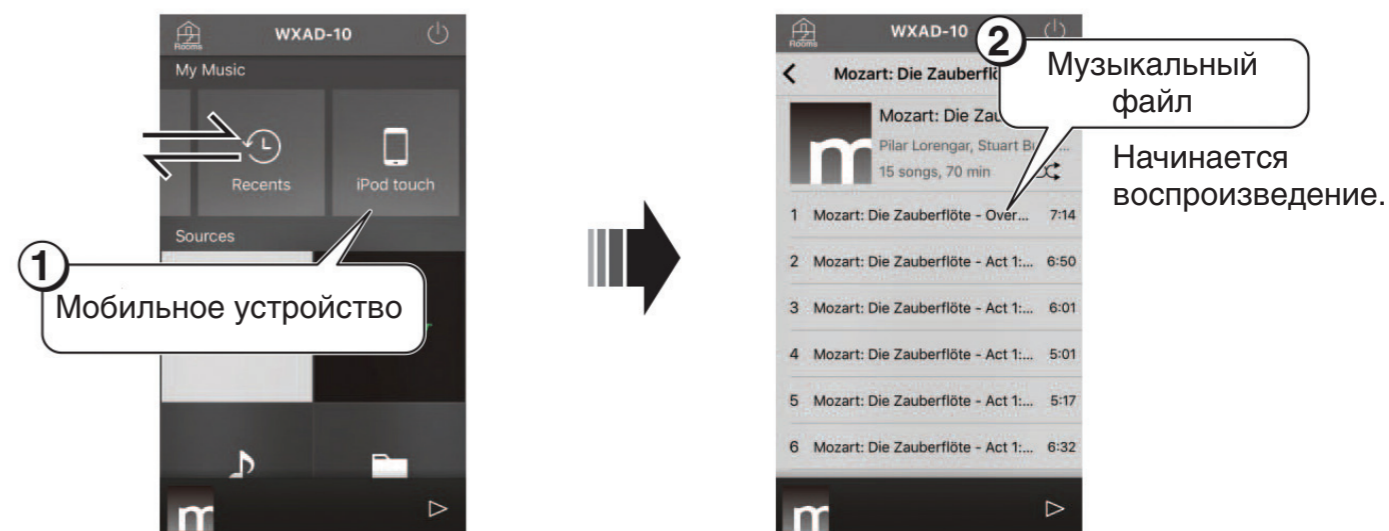 WXAD-10
Rooms
My Music
Recents
iPod touch
Sources
1
Мобильное устройство
WXAD-10
Rooms
2
Музыкальный
файл
Начинается
воспроизведение.
Mozart: Die Zauberflö
Mozart: Die Zau
Pilar Lorengar, Stuart Bu...
15 songs, 70 min
1 Mozart: Die Zauberflöte - Over... 7:14
2 Mozart: Die Zauberflöte - Act 1:... 6:50
3 Mozart: Die Zauberflöte - Act 1:... 6:01
4 Mozart: Die Zauberflöte - Act 1:... 5:01
5 Mozart: Die Zauberflöte - Act 1:... 5:17
6 Mozart: Die Zauberflöte - Act 1:... 6:32